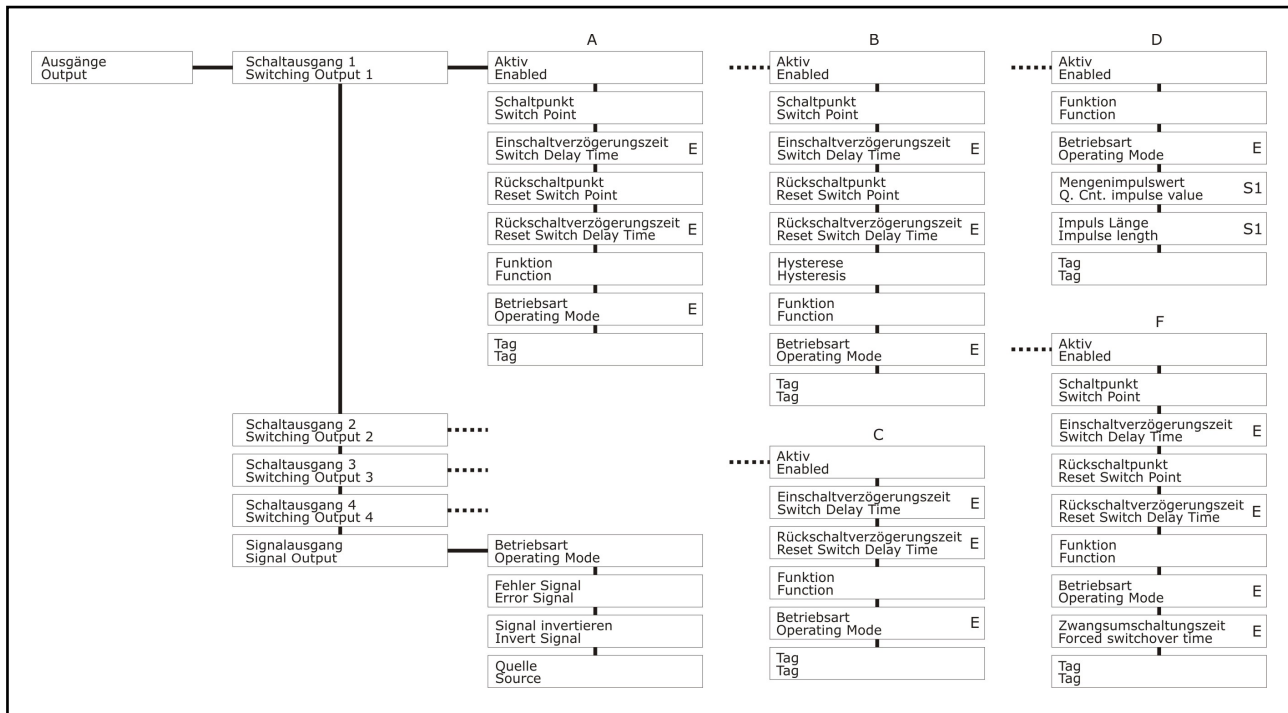 Ausgänge
Output
Schaltausgang 1
Switching Output 1
A
Aktiv
Enabled
Schaltpunkt
Switch Point
Einschaltverzögerungszeit E
Switch Delay Time
Rückschaltpunkt
Reset Switch Point
Rückschaltverzögerungszeit E
Reset Switch Delay Time
Funktion
Function
Betriebsart E
Operating Mode
Tag
Tag
Schaltausgang 2
Switching Output 2
Schaltausgang 3
Switching Output 3
Schaltausgang 4
Switching Output 4
Signalausgang
Signal Output
Betriebsart
Operating Mode
Fehler Signal
Error Signal
Signal invertieren
Invert Signal
Quelle
Source
B
Aktiv
Enabled
Schaltpunkt
Switch Point
Einschaltverzögerungszeit E
Switch Delay Time
Rückschaltpunkt
Reset Switch Point
Rückschaltverzögerungszeit E
Reset Switch Delay Time
Hysterese
Hysteresis
Funktion
Function
Betriebsart E
Operating Mode
Tag
Tag
C
Aktiv
Enabled
Einschaltverzögerungszeit E
Switch Delay Time
Rückschaltverzögerungszeit E
Reset Switch Delay Time
Funktion
Function
Betriebsart E
Operating Mode
Tag
Tag
D
Aktiv
Enabled
Funktion
Function
Betriebsart E
Operating Mode
Mengenimpulswert S1
Q. Cnt. impulse value
Impuls Länge S1
Impulse length
Tag
Tag
F
Aktiv
Enabled
Schaltpunkt
Switch Point
Einschaltverzögerungszeit E
Switch Delay Time
Rückschaltpunkt
Reset Switch Point
Rückschaltverzögerungszeit E
Reset Switch Delay Time
Funktion
Function
Betriebsart E
Operating Mode
Zwangsumschaltungszeit E
Forced switchover time
Tag
Tag